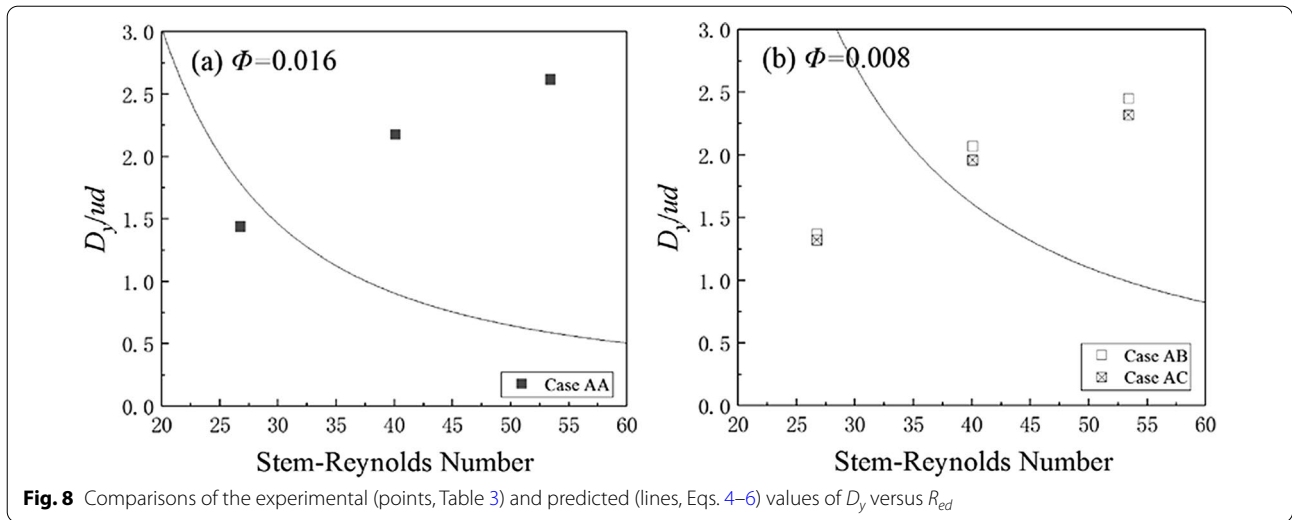 (a) Φ=0.016
3.0
2.5
2.0
1.5
1.0
0.5
0.0
D_y/ud
20 25 30 35 40 45 50 55 60
Stem-Reynolds Number
Case AA
(b) Φ=0.008
3.0
2.5
2.0
1.5
1.0
0.5
0.0
D_y/ud
20 25 30 35 40 45 50 55 60
Stem-Reynolds Number
Case AB
Case AC
Fig. 8 Comparisons of the experimental (points, Table 3) and predicted (lines, Eqs. 4–6) values of D_y versus R_ed